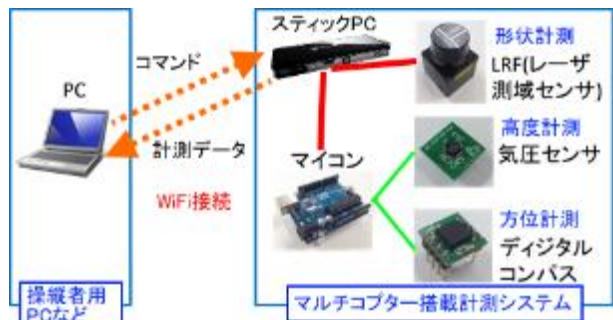 PC
操縦者用
PCなど
コマンド
計測データ
WiFi接続
スティックPC
マイコン
形状計測
LRF(レーザ
測域センサ)
高度計測
気圧センサ
方位計測
ディジタル
コンパス
マルチコプター搭載計測システム